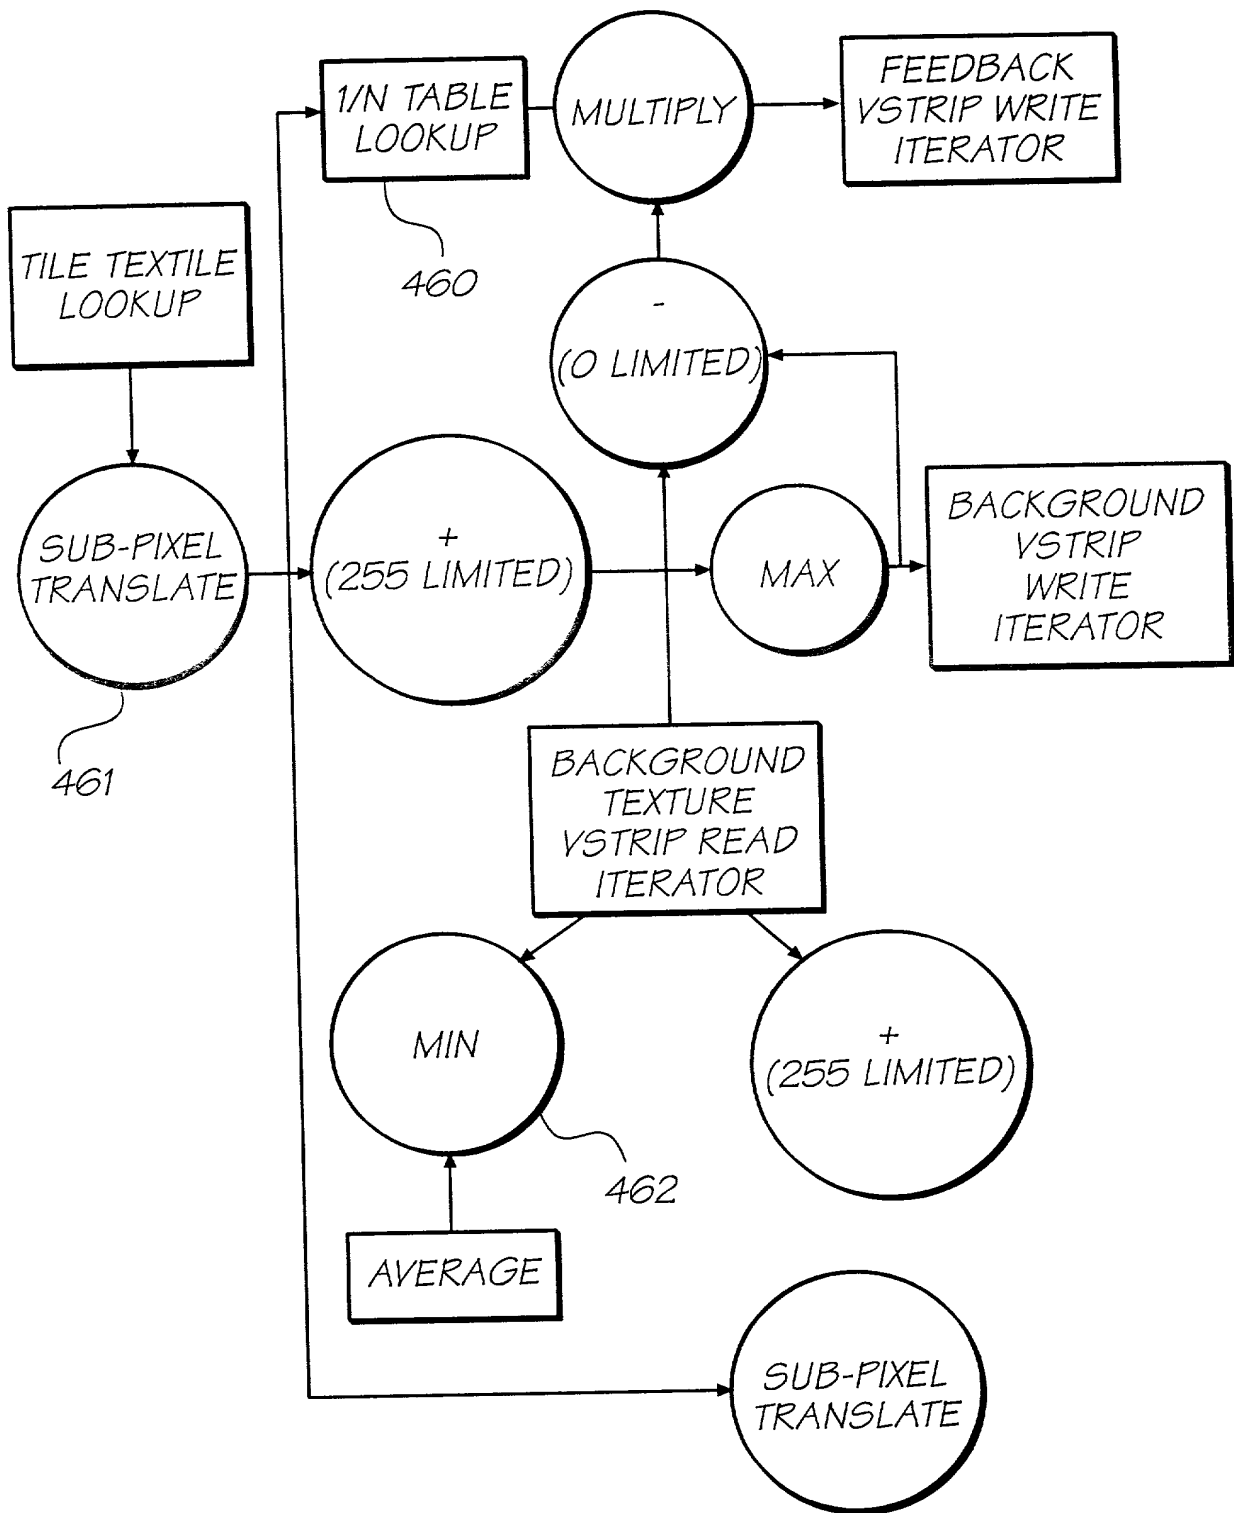 1/N TABLE
LOOKUP
MULTIPLY
FEEDBACK
VSTRIP WRITE
ITERATOR
460
TILE TEXTILE
LOOKUP
-
(0 LIMITED)
SUB-PIXEL
TRANSLATE
461
+
(255 LIMITED)
MAX
BACKGROUND
VSTRIP
WRITE
ITERATOR
BACKGROUND
TEXTURE
VSTRIP READ
ITERATOR
MIN
462
+
(255 LIMITED)
AVERAGE
SUB-PIXEL
TRANSLATE